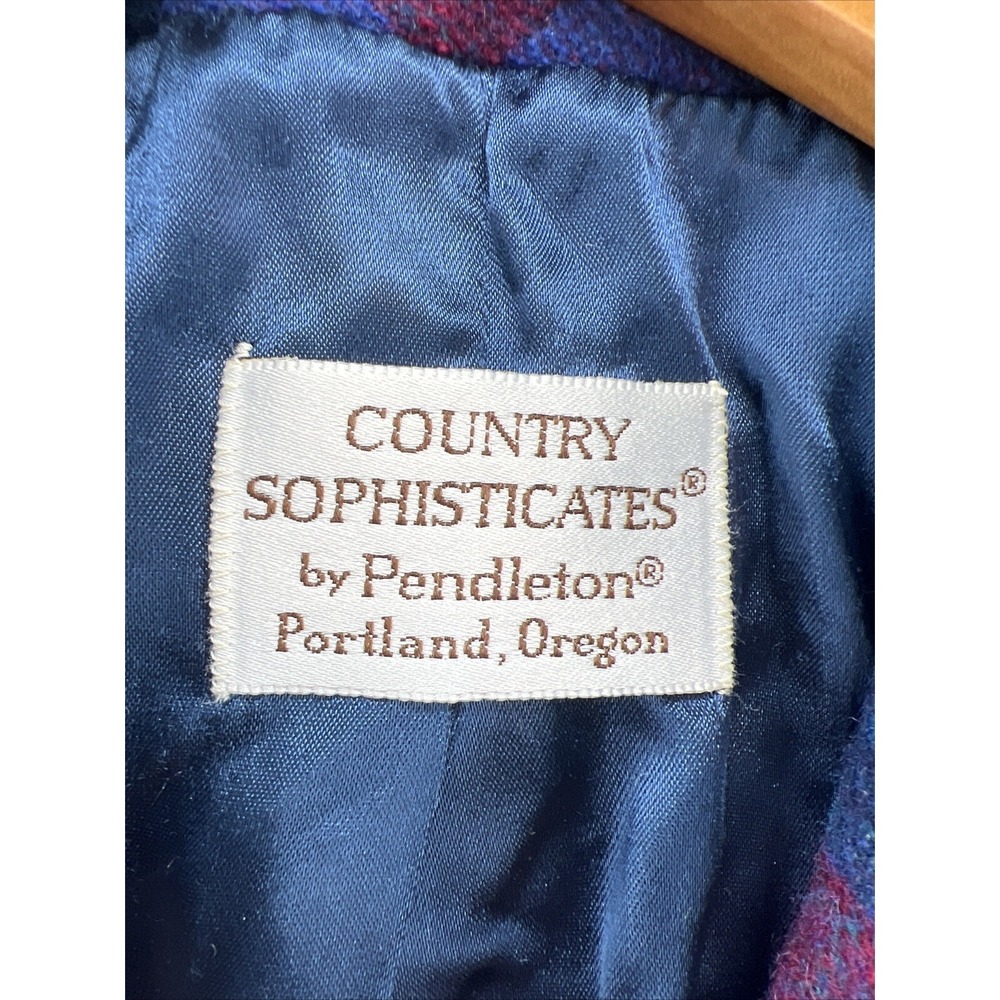 COUNTRY
SOPHISTICATES®
by Pendleton®
Portland, Oregon